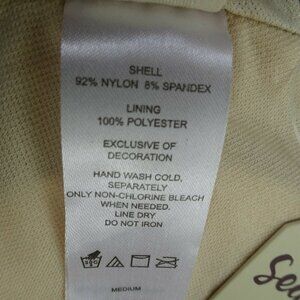 SHELL
92% NYLON 8% SPANDEX
LINING
100% POLYESTER
EXCLUSIVE OF
DECORATION
HAND WASH COLD,
SEPARATELY
ONLY NON-CHLORINE BLEACH
WHEN NEEDED.
LINE DRY
DO NOT IRON
MEDIUM